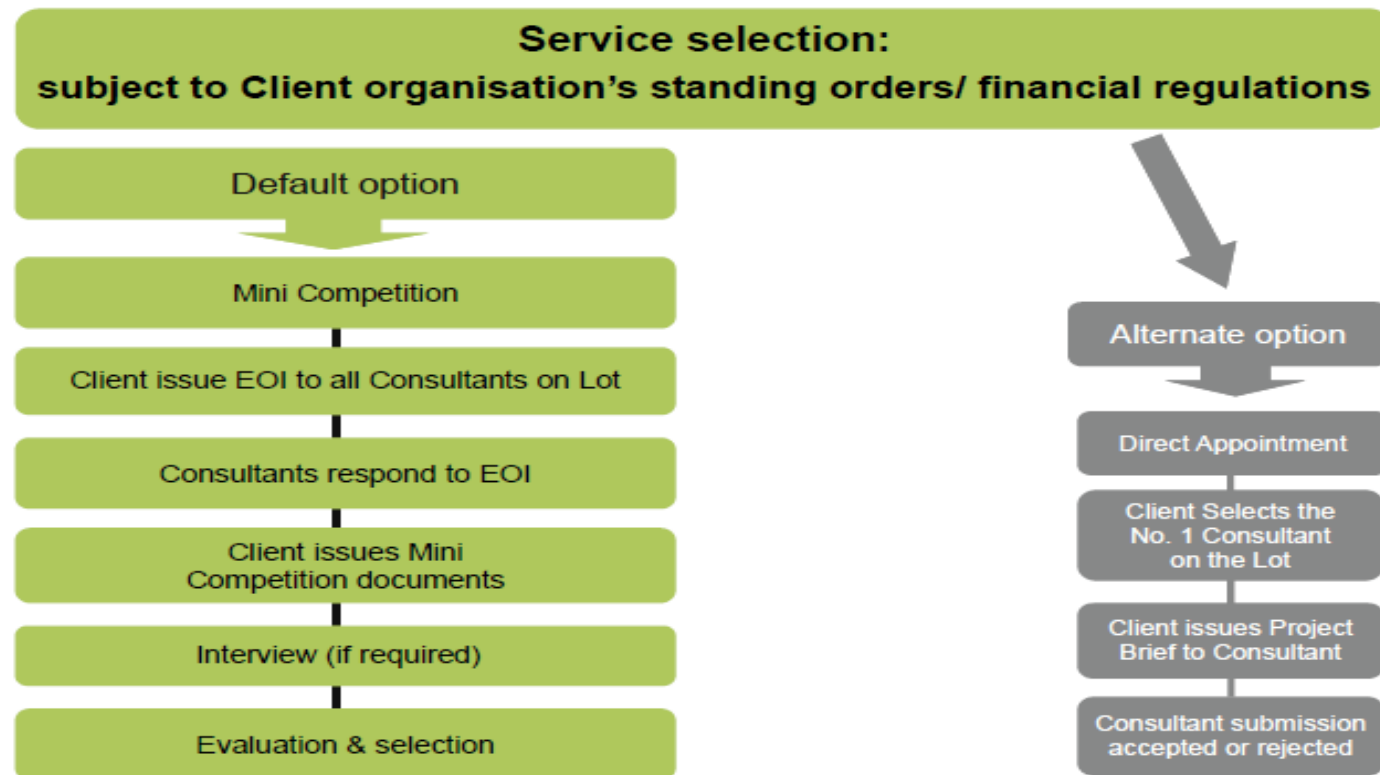 Service selection:
subject to Client organisation's standing orders/ financial regulations
Default option
Mini Competition
Client issue EOI to all Consultants on Lot
Consultants respond to EOI
Client issues Mini
Competition documents
Interview (if required)
Evaluation & selection
Alternate option
Direct Appointment
Client Selects the
No. 1 Consultant
on the Lot
Client issues Project
Brief to Consultant
Consultant submission
accepted or rejected